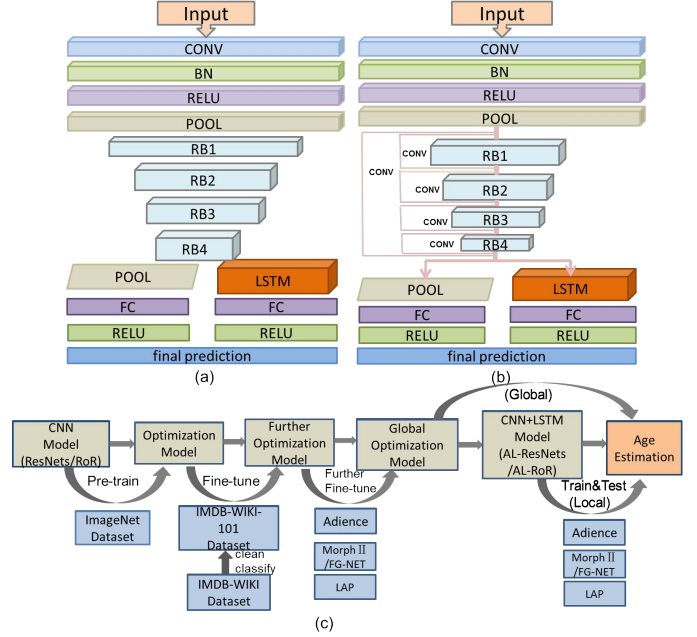 Input
CONV
BN
RELU
POOL
RB1
RB2
RB3
RB4
POOL
LSTM
FC
FC
RELU
RELU
final prediction
(a)
Input
CONV
BN
RELU
POOL
CONV
CONV
RB1
CONV
RB2
CONV
RB3
CONV
RB4
POOL
LSTM
FC
FC
RELU
RELU
final prediction
(b)
(Global)
CNN
Model
(ResNets/RoR)
Optimization
Model
Further
Optimization
Model
Global
Optimization
Model
CNN+LSTM
Model
(AL-ResNets
/AL-RoR)
Age
Estimation
Pre-train
Fine-tune
Further
Fine-tune
Train&Test
(Local)
ImageNet
Dataset
IMDB-WIKI-
101
Dataset
clean
classify
IMDB-WIKI
Dataset
Adience
Morph II
/FG-NET
LAP
Adience
Morph II
/FG-NET
LAP
(c)